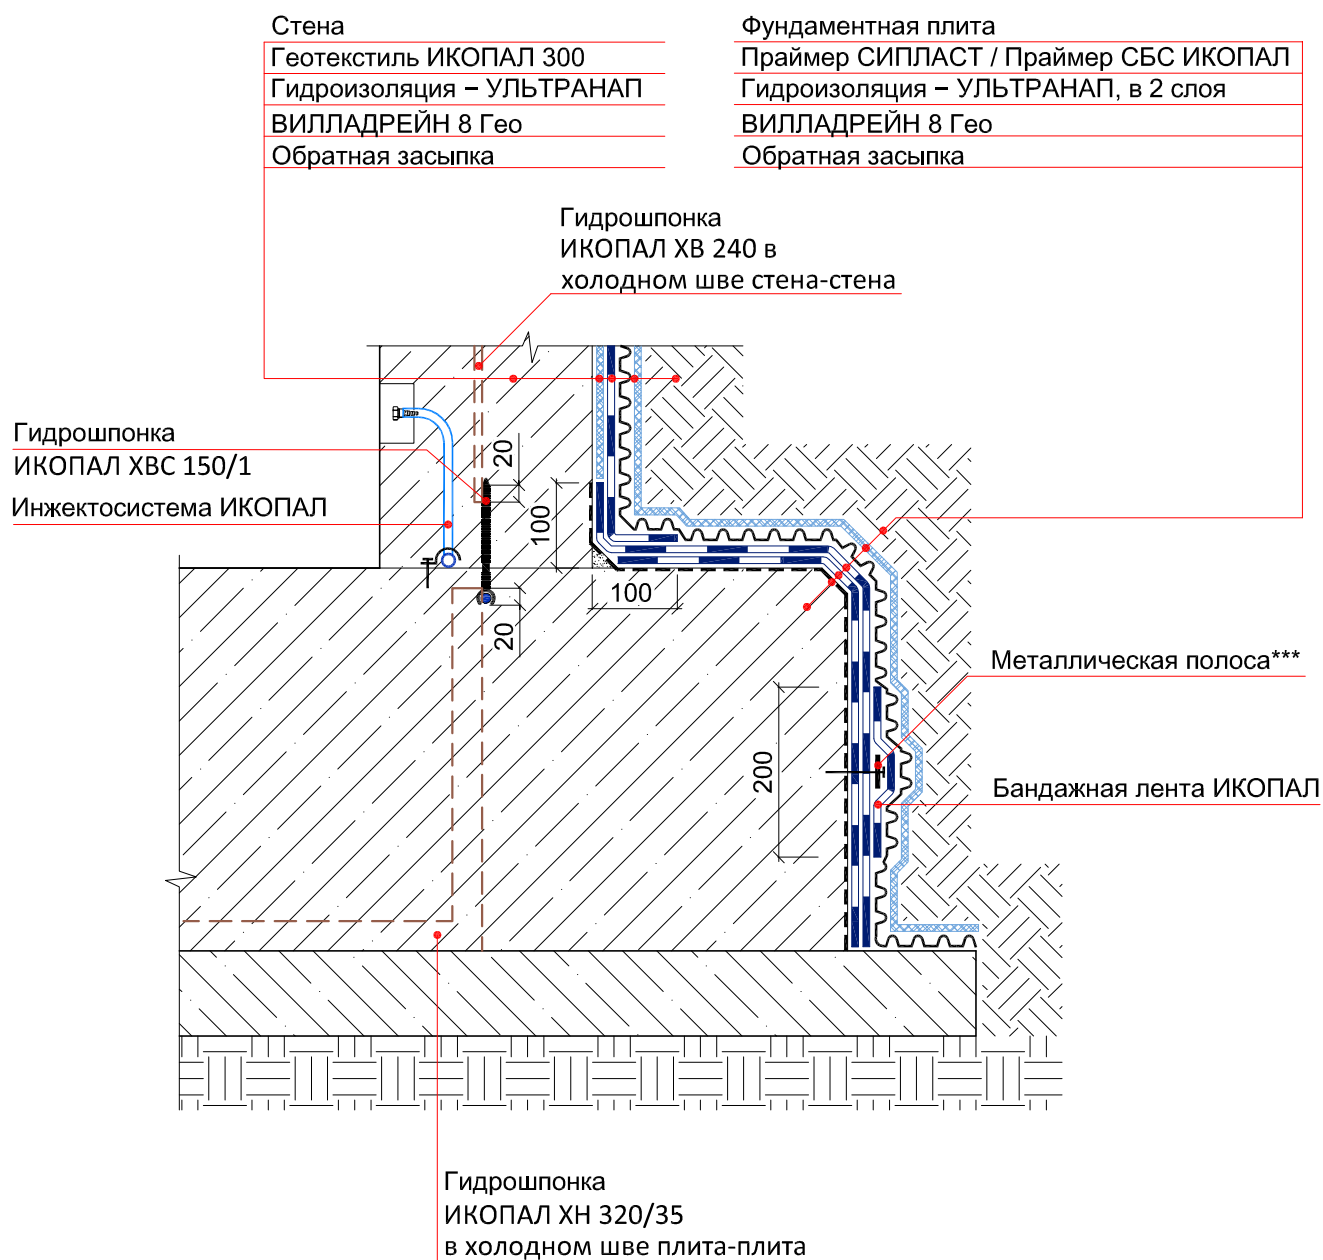 Стена
Геотекстиль ИКОПАЛ 300
Гидроизоляция – УЛЬТРАНАП
ВИЛЛАДРЕЙН 8 Гео
Обратная засыпка
Фундаментная плита
Праймер СИПЛАСТ / Праймер СБС ИКОПАЛ
Гидроизоляция – УЛЬТРАНАП, в 2 слоя
ВИЛЛАДРЕЙН 8 Гео
Обратная засыпка
Гидрошпонка
ИКОПАЛ ХВ 240 в
холодном шве стена-стена
Гидрошпонка
ИКОПАЛ ХВС 150/1
Инжектосистема ИКОПАЛ
20
100
100
20
Металлическая полоса***
200
Бандажная лента ИКОПАЛ
Гидрошпонка
ИКОПАЛ ХН 320/35
в холодном шве плита-плита